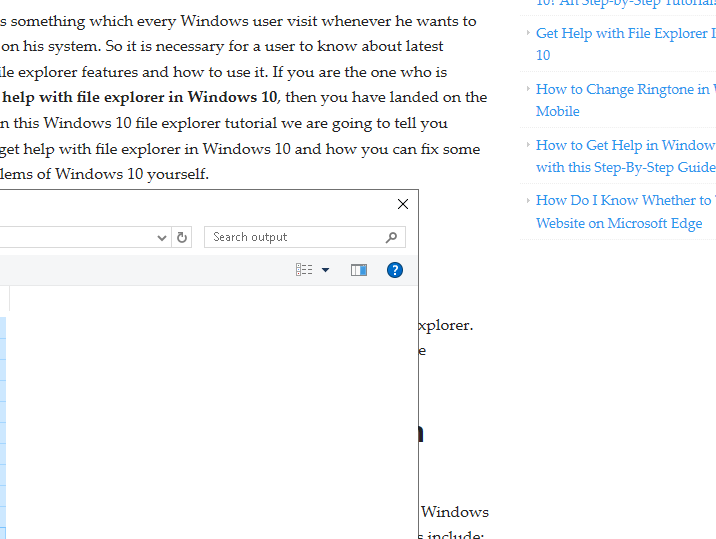 s something which every Windows user visit whenever he wants to
on his system. So it is necessary for a user to know about latest
ile explorer features and how to use it. If you are the one who is
help with file explorer in Windows 10, then you have landed on the
n this Windows 10 file explorer tutorial we are going to tell you
get help with file explorer in Windows 10 and how you can fix some
lems of Windows 10 yourself.
Search output
?
xplorer.
e
n
Windows
s include:
10? An Step-by-Step Tutorials
Get Help with File Explorer I
10
How to Change Ringtone in W
Mobile
How to Get Help in Window
with this Step-By-Step Guide
How Do I Know Whether to
Website on Microsoft Edge